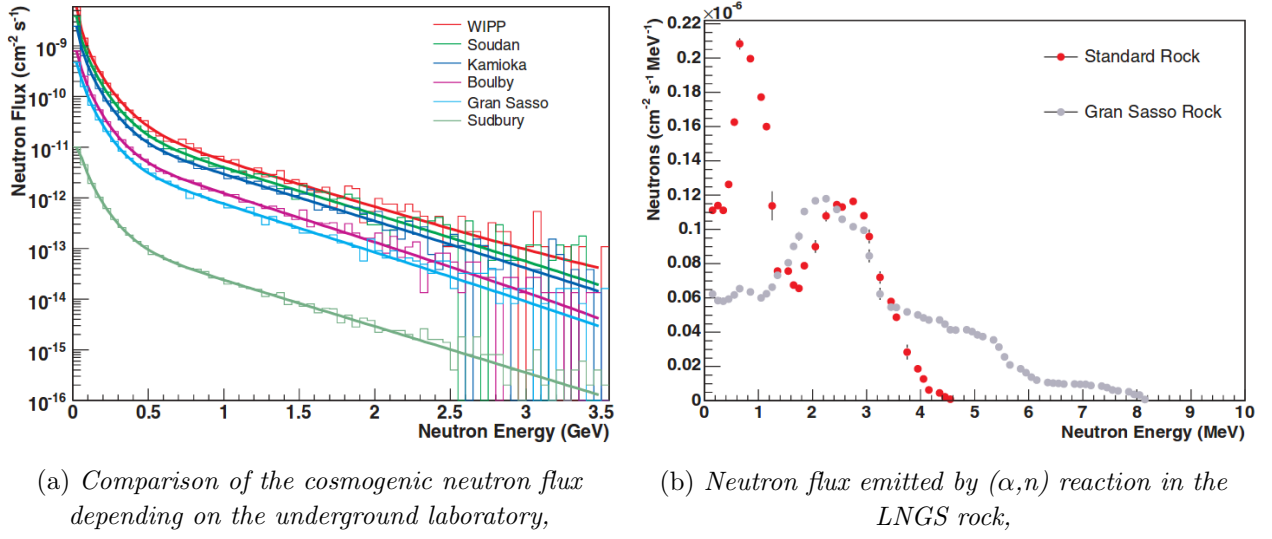 Neutron Flux (cm⁻² s⁻¹)
10⁻⁹
10⁻¹⁰
10⁻¹¹
10⁻¹²
10⁻¹³
10⁻¹⁴
10⁻¹⁵
10⁻¹⁶
WIPP
Soudan
Kamioka
Boulby
Gran Sasso
Sudbury
0 0.5 1 1.5 2 2.5 3 3.5
Neutron Energy (GeV)
(a) Comparison of the cosmogenic neutron flux
depending on the underground laboratory,
×10⁻⁶
Neutrons (cm⁻² s⁻¹ MeV⁻¹)
0.22
0.2
0.18
0.16
0.14
0.12
0.1
0.08
0.06
0.04
0.02
0
Standard Rock
Gran Sasso Rock
0 1 2 3 4 5 6 7 8 9 10
Neutron Energy (MeV)
(b) Neutron flux emitted by (α,n) reaction in the
LNGS rock,